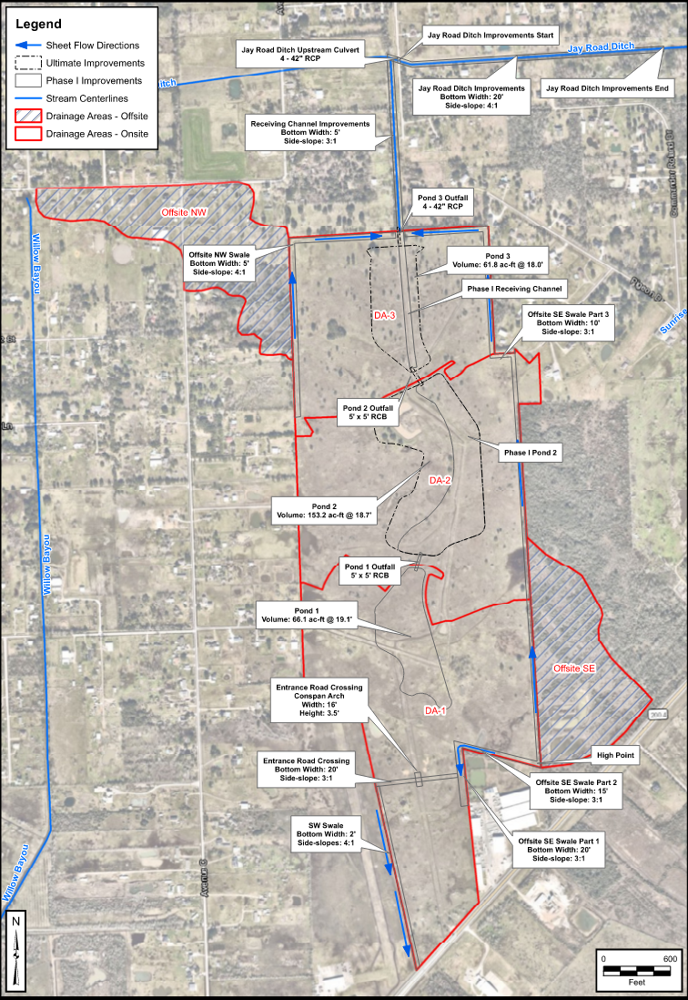 Legend
Sheet Flow Directions
Ultimate Improvements
Phase I Improvements
Stream Centerlines
Drainage Areas - Offsite
Drainage Areas - Onsite
Jay Road Ditch Improvements Start
Jay Road Ditch Upstream Culvert
4 - 42" RCP
Jay Road Ditch
itch
Jay Road Ditch Improvements
Bottom Width: 20'
Side-slope: 4:1
Jay Road Ditch Improvements End
Receiving Channel Improvements
Bottom Width: 5'
Side-slope: 3:1
Offsite NW
Pond 3 Outfall
4 - 42" RCP
Willow Bayou
Offsite NW Swale
Bottom Width: 5'
Side-slope: 4:1
Pond 3
Volume: 61.8 ac-ft @ 18.0'
Phase I Receiving Channel
DA-3
Sunrise
Offsite SE Swale Part 3
Bottom Width: 10'
Side-slope: 3:1
Pond 2 Outfall
5' x 5' RCB
Ln
Phase I Pond 2
DA-2
Pond 2
Volume: 153.2 ac-ft @ 18.7'
Willow Bayou
Pond 1 Outfall
5' x 5' RCB
Pond 1
Volume: 66.1 ac-ft @ 19.1'
Offsite SE
Entrance Road Crossing
Conspan Arch
Width: 16'
Height: 3.5'
DA-1
High Point
Entrance Road Crossing
Bottom Width: 20'
Side-slope: 3:1
Offsite SE Swale Part 2
Bottom Width: 15'
Side-slope: 3:1
SW Swale
Bottom Width: 2'
Side-slopes: 4:1
Offsite SE Swale Part 1
Bottom Width: 20'
Side-slope: 3:1
Willow Bayou
Avenue C
N
0 600
Feet